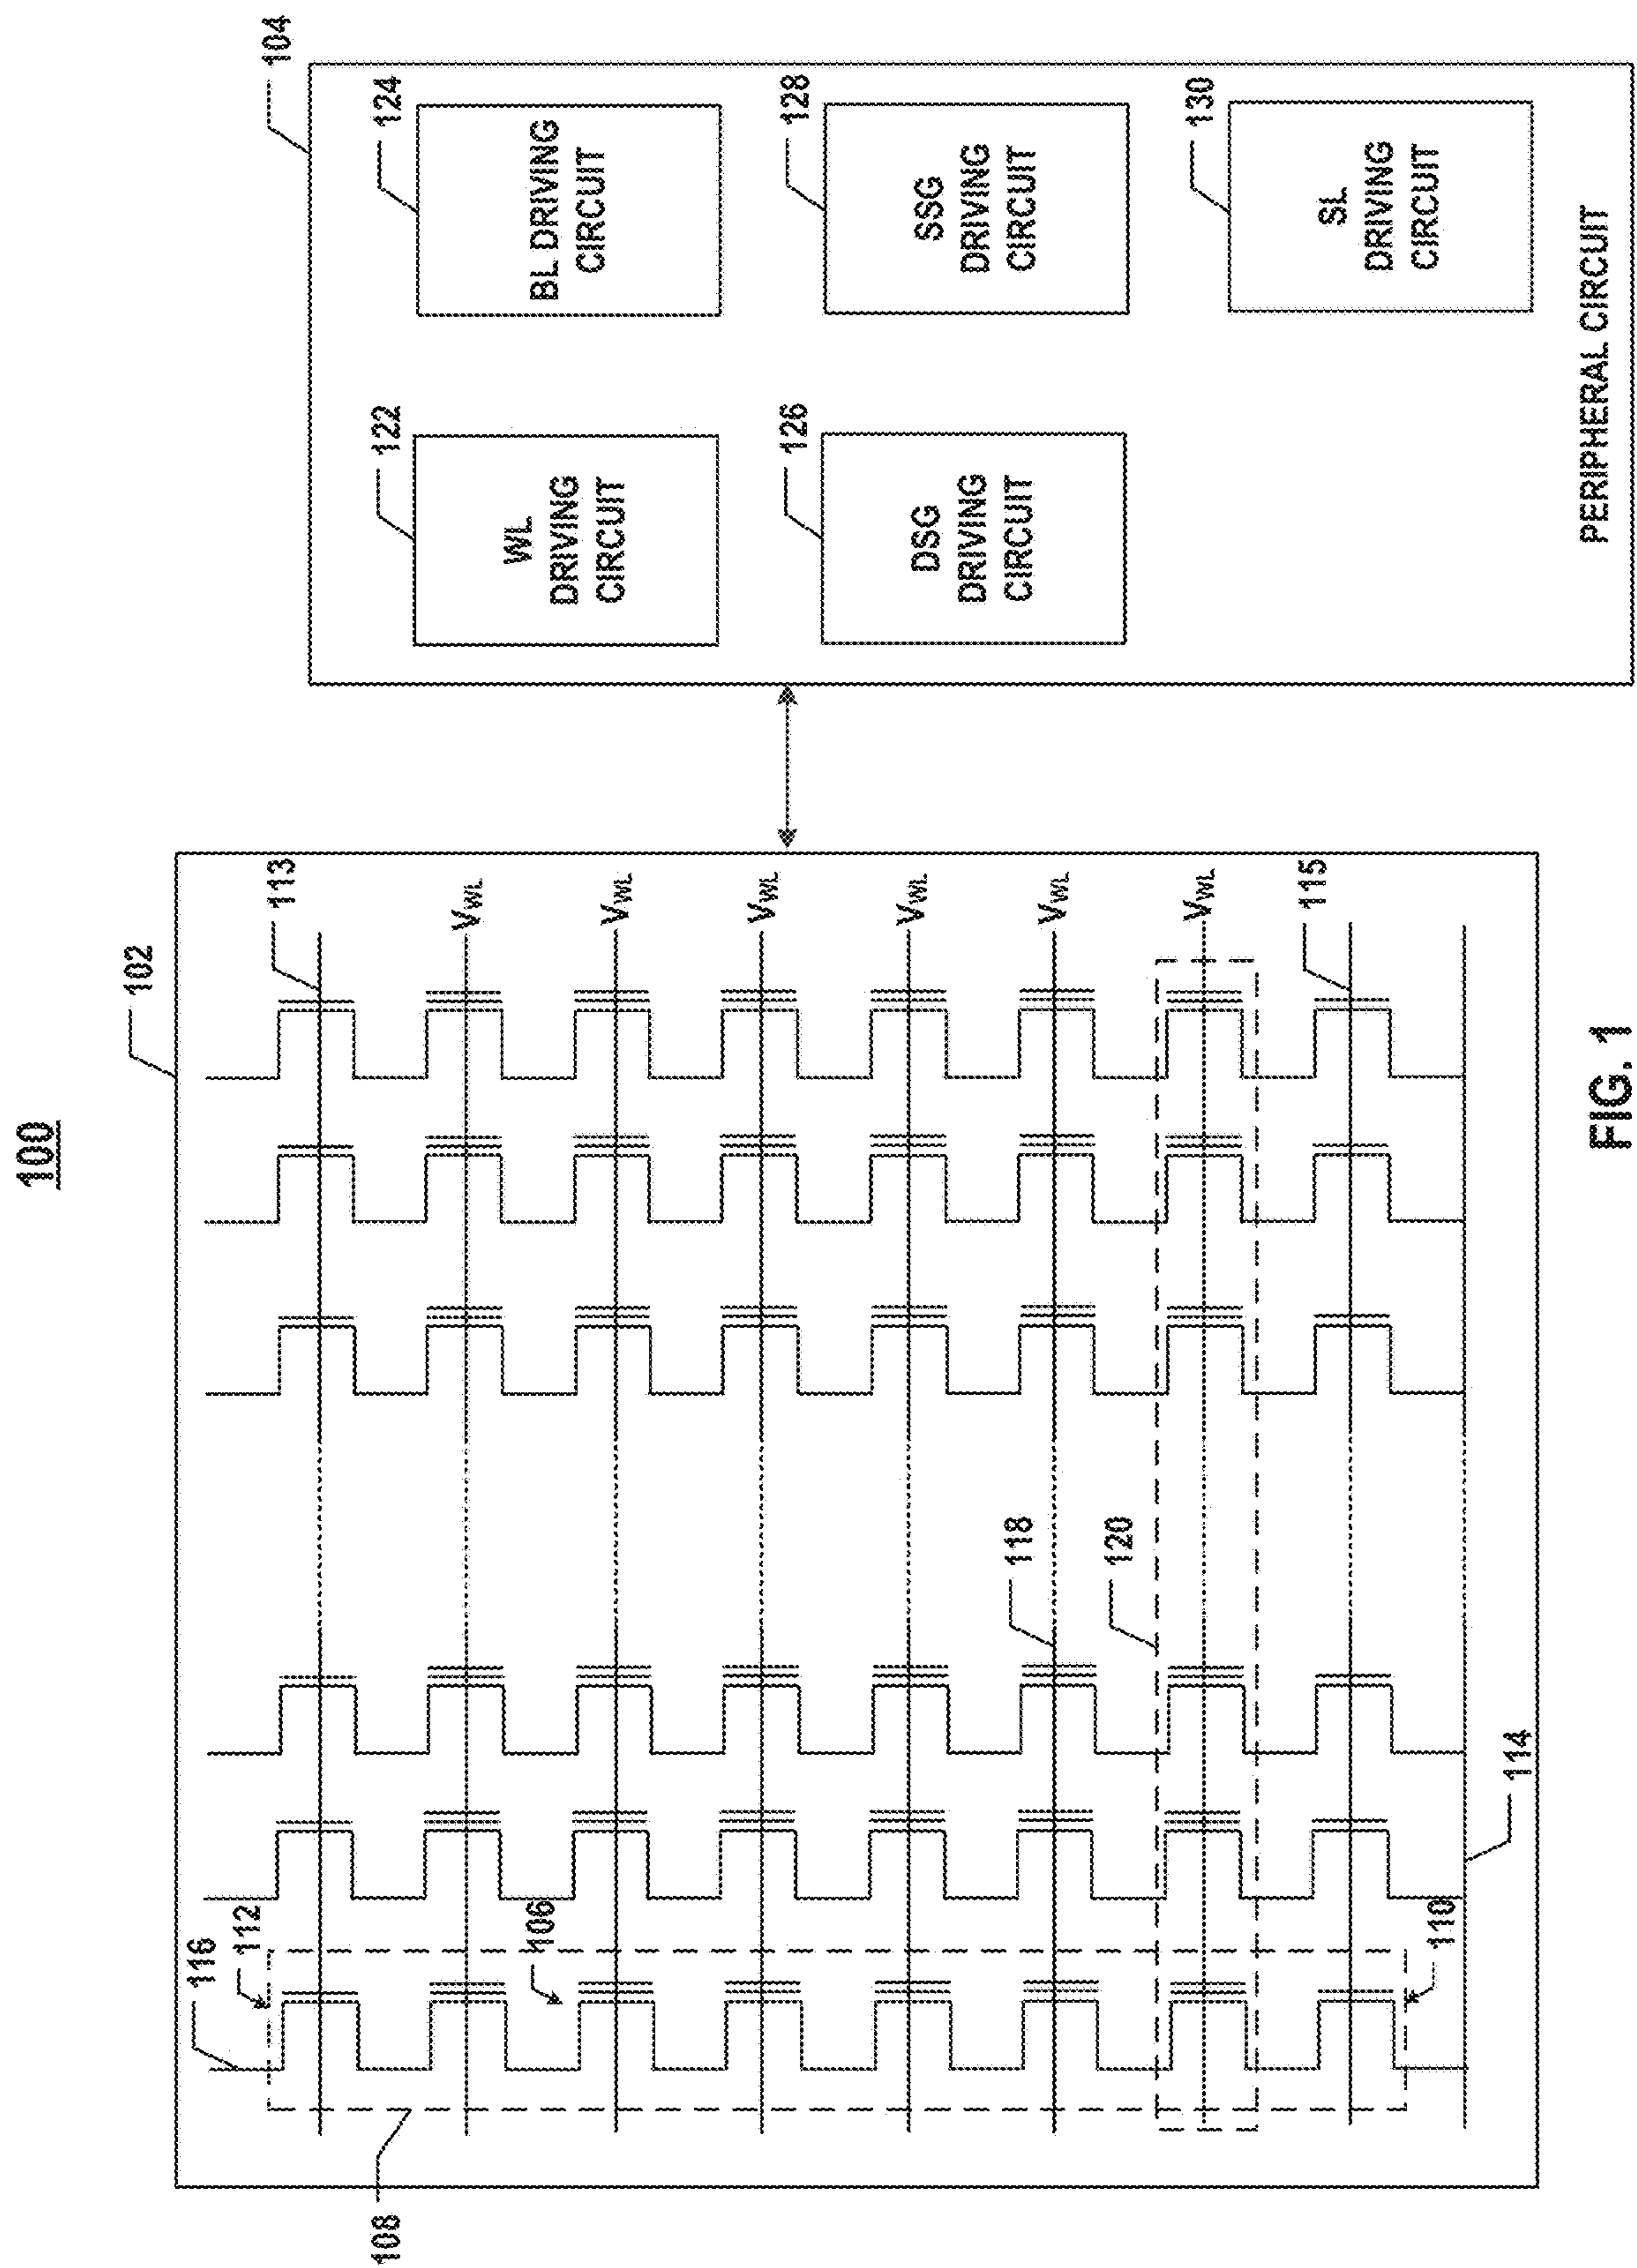 100
102
104
113
V_WL
V_WL
V_WL
V_WL
V_WL
V_WL
115
116
112
106
118
120
110
114
108
122
WL
DRIVING
CIRCUIT
124
BL DRIVING
CIRCUIT
126
DSG
DRIVING
CIRCUIT
128
SSG
DRIVING
CIRCUIT
130
SL
DRIVING
CIRCUIT
PERIPHERAL CIRCUIT
FIG. 1